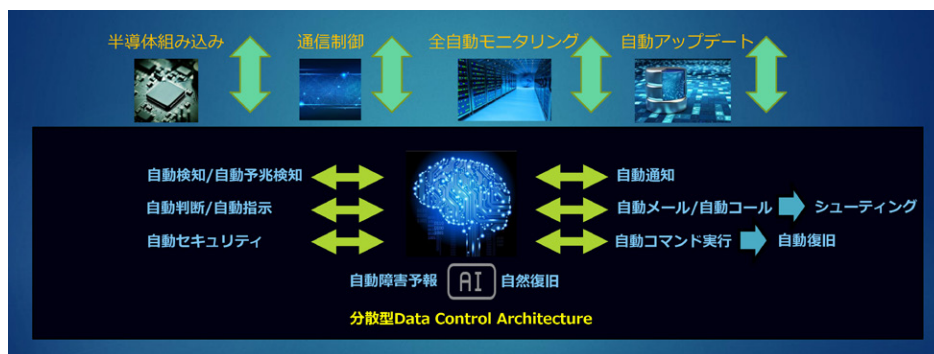 半導体組み込み 通信制御 全自動モニタリング 自動アップデート
自動検知/自動予兆検知 自動通知
自動判断/自動指示 自動メール/自動コール シューティング
自動セキュリティ 自動コマンド実行 自動復旧
自動障害予報 AI 自然復旧
分散型Data Control Architecture